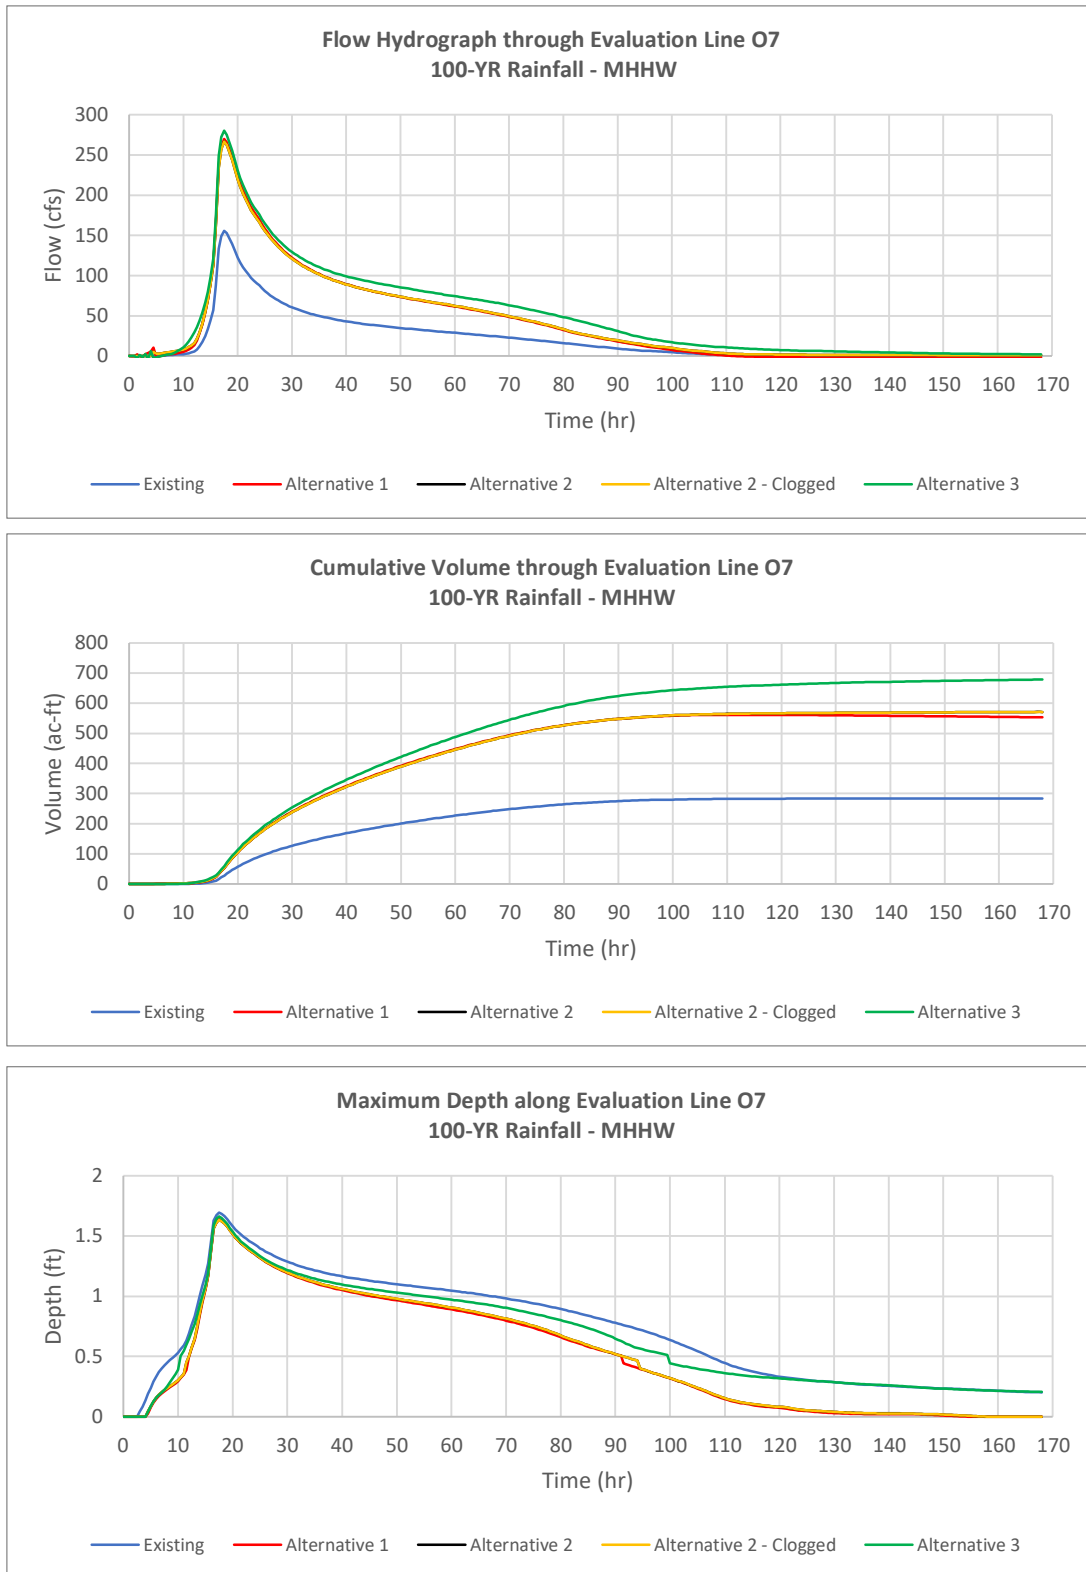 Flow Hydrograph through Evaluation Line O7
100-YR Rainfall - MHHW
300
250
200
150
100
50
0
Flow (cfs)
0 10 20 30 40 50 60 70 80 90 100 110 120 130 140 150 160 170
Time (hr)
Existing Alternative 1 Alternative 2 Alternative 2 - Clogged Alternative 3
Cumulative Volume through Evaluation Line O7
100-YR Rainfall - MHHW
800
700
600
500
400
300
200
100
0
Volume (ac-ft)
0 10 20 30 40 50 60 70 80 90 100 110 120 130 140 150 160 170
Time (hr)
Existing Alternative 1 Alternative 2 Alternative 2 - Clogged Alternative 3
Maximum Depth along Evaluation Line O7
100-YR Rainfall - MHHW
2
1.5
1
0.5
0
Depth (ft)
0 10 20 30 40 50 60 70 80 90 100 110 120 130 140 150 160 170
Time (hr)
Existing Alternative 1 Alternative 2 Alternative 2 - Clogged Alternative 3